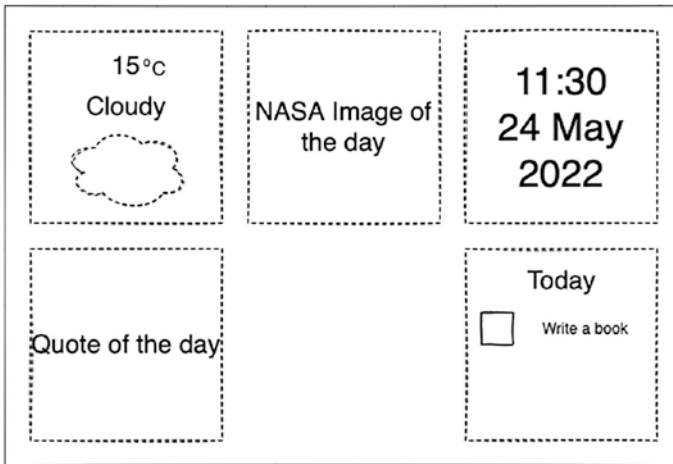 15°C
Cloudy
NASA Image of
the day
11:30
24 May
2022
Quote of the day
Today
Write a book